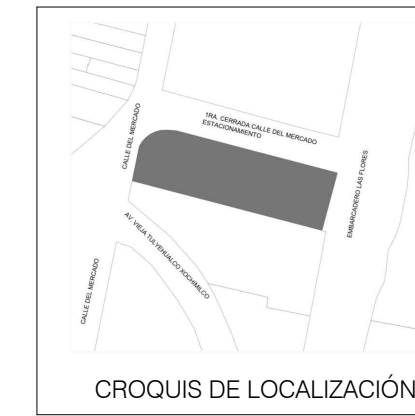 1RA. CERRADA CALLE DEL MERCADO
ESTACIONAMIENTO
CALLE DEL MERCADO
EMBARCADERO LAS FLORES
AV. VIEJA TULYEHUALCO XOCHIMILCO
CALLE DEL MERCADO
CROQUIS DE LOCALIZACIÓN